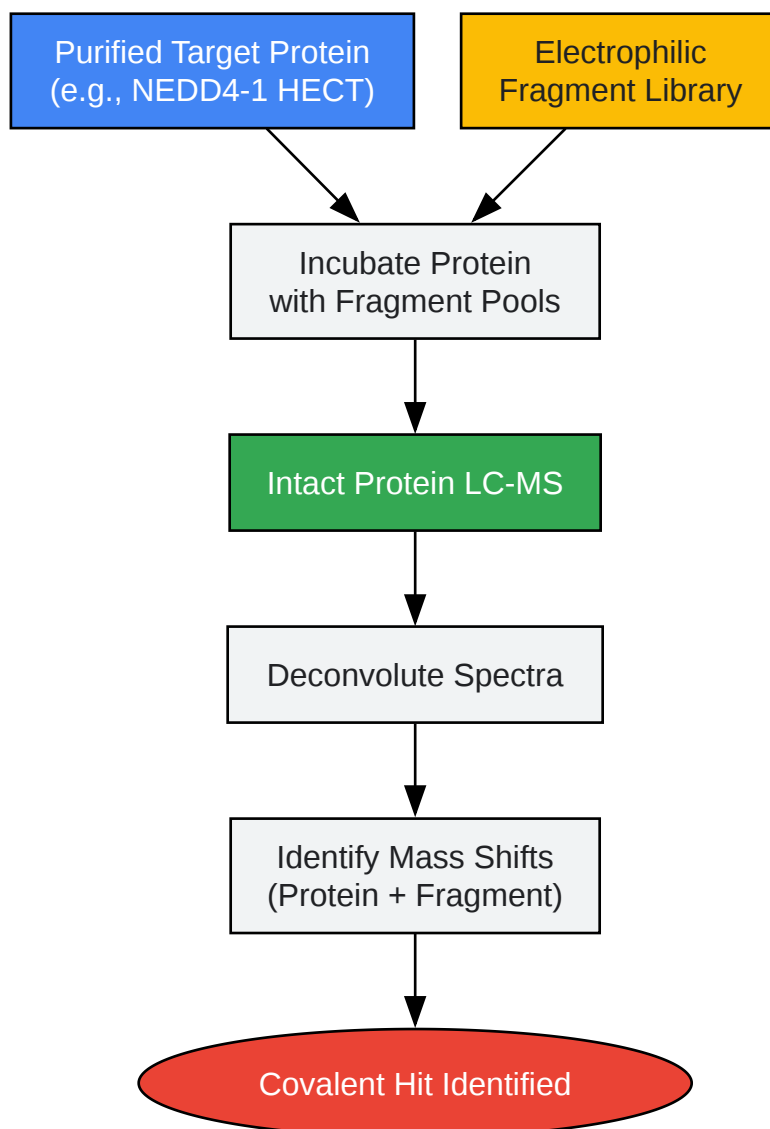 Purified Target Protein
(e.g., NEDD4-1 HECT)
Electrophilic
Fragment Library
Incubate Protein
with Fragment Pools
Intact Protein LC-MS
Deconvolute Spectra
Identify Mass Shifts
(Protein + Fragment)
Covalent Hit Identified